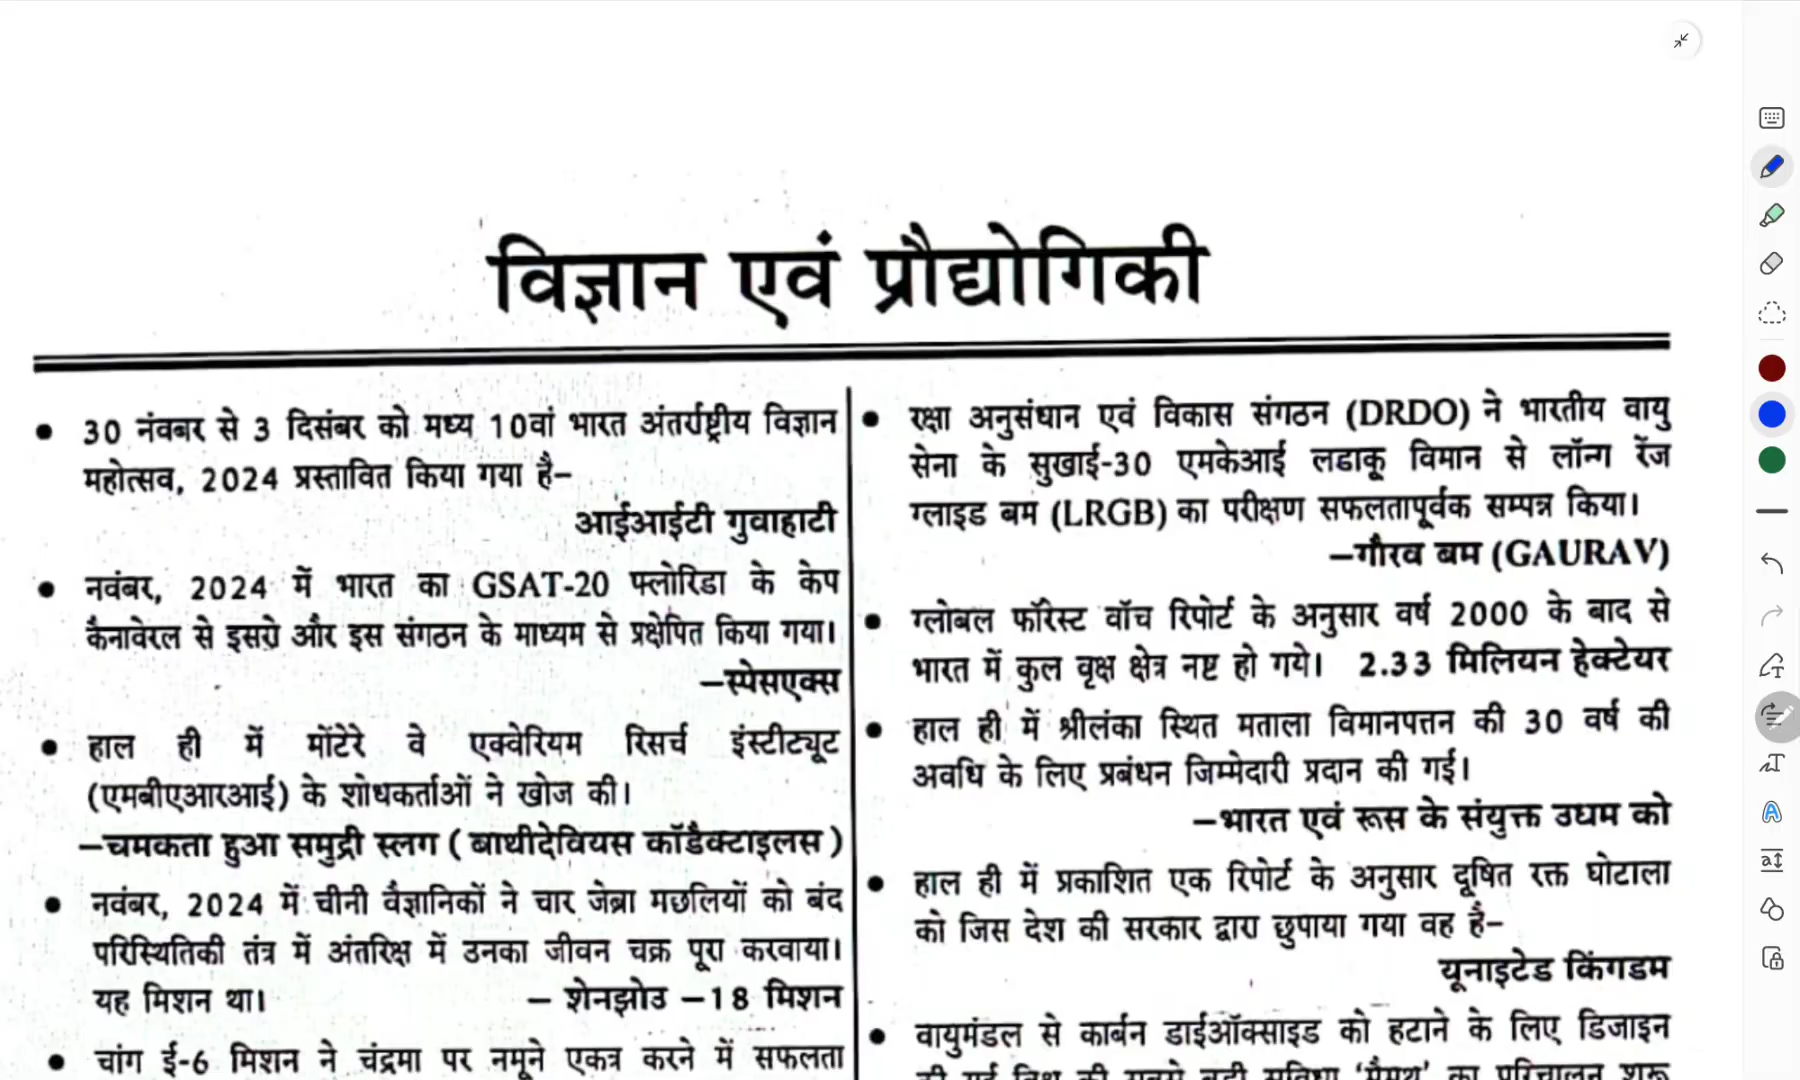 विज्ञान एवं प्रौद्योगिकी
● 30 नंवबर से 3 दिसंबर को मध्य 10वां भारत अंतर्राष्ट्रीय विज्ञान
महोत्सव, 2024 प्रस्तावित किया गया है–
आईआईटी गुवाहाटी
● नवंबर, 2024 में भारत का GSAT-20 फ्लोरिडा के केप
कैनावेरल से इसरो और इस संगठन के माध्यम से प्रक्षेपित किया गया।
–स्पेसएक्स
● हाल ही में मोंटेरे वे एक्वेरियम रिसर्च इंस्टीट्यूट
(एमबीएआरआई) के शोधकर्ताओं ने खोज की।
–चमकता हुआ समुद्री स्लग ( बाथीदेवियस कॉडैक्टाइलस )
● नवंबर, 2024 में चीनी वैज्ञानिकों ने चार जेब्रा मछलियों को बंद
परिस्थितिकी तंत्र में अंतरिक्ष में उनका जीवन चक्र पूरा करवाया।
यह मिशन था। – शेनझोउ –18 मिशन
● चांग ई-6 मिशन ने चंद्रमा पर नमूने एकत्र करने में सफलता
● रक्षा अनुसंधान एवं विकास संगठन (DRDO) ने भारतीय वायु
सेना के सुखाई-30 एमकेआई लडाकू विमान से लॉन्ग रेंज
ग्लाइड बम (LRGB) का परीक्षण सफलतापूर्वक सम्पन्न किया।
–गौरव बम (GAURAV)
● ग्लोबल फॉरेस्ट वॉच रिपोर्ट के अनुसार वर्ष 2000 के बाद से
भारत में कुल वृक्ष क्षेत्र नष्ट हो गये। 2.33 मिलियन हेक्टेयर
● हाल ही में श्रीलंका स्थित मताला विमानपत्तन की 30 वर्ष की
अवधि के लिए प्रबंधन जिम्मेदारी प्रदान की गई।
–भारत एवं रूस के संयुक्त उधम को
● हाल ही में प्रकाशित एक रिपोर्ट के अनुसार दूषित रक्त घोटाला
को जिस देश की सरकार द्वारा छुपाया गया वह है–
यूनाइटेड किंगडम
● वायुमंडल से कार्बन डाईऑक्साइड को हटाने के लिए डिजाइन
की गई विश्व की सबसे बड़ी सुविधा 'मैमथ' का परिचालन शुरू